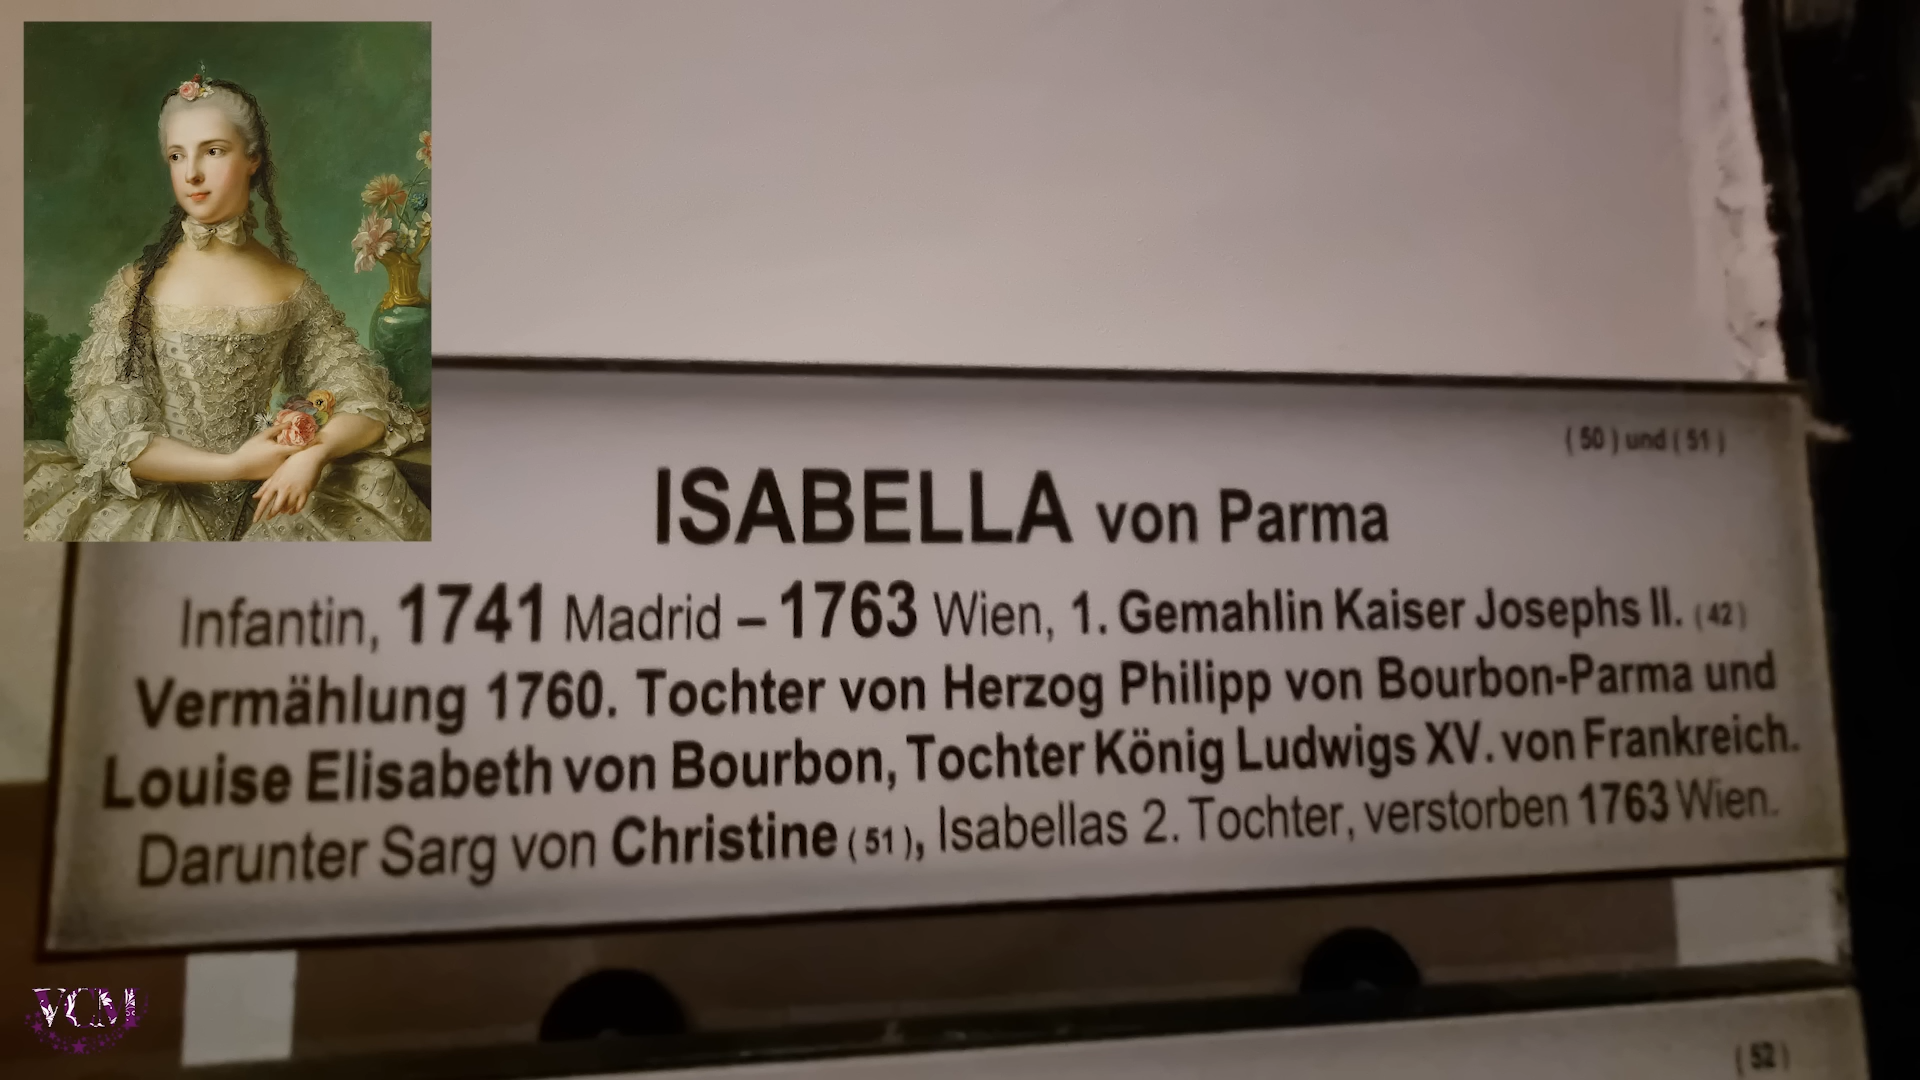 ( 50 ) und ( 51 )
ISABELLA von Parma
Infantin, 1741 Madrid – 1763 Wien, 1. Gemahlin Kaiser Josephs II. ( 42 )
Vermählung 1760. Tochter von Herzog Philipp von Bourbon-Parma und
Louise Elisabeth von Bourbon, Tochter König Ludwigs XV. von Frankreich.
Darunter Sarg von Christine ( 51 ), Isabellas 2. Tochter, verstorben 1763 Wien.
VCM
( 52 )